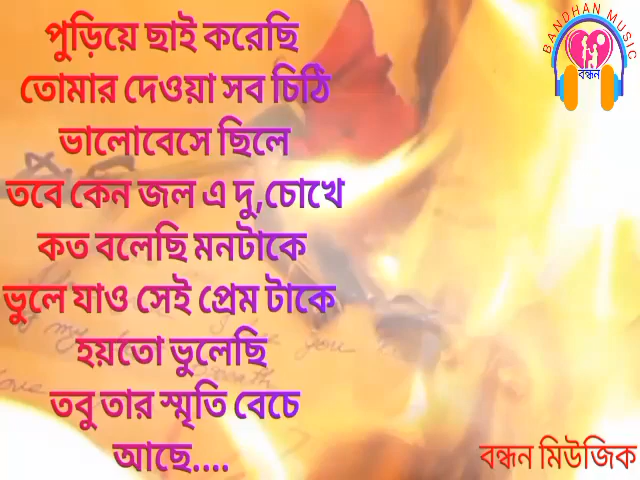 পুড়িয়ে ছাই করেছি
তোমার দেওয়া সব চিঠি
ভালোবেসে ছিলে
তবে কেন জল এ দু,চোখে
কত বলেছি মনটাকে
ভুলে যাও সেই প্রেম টাকে
হয়তো ভুলেছি
তবু তার স্মৃতি বেচে
আছে....
BANDHAN MUSIC
বন্ধন
বন্ধন মিউজিক